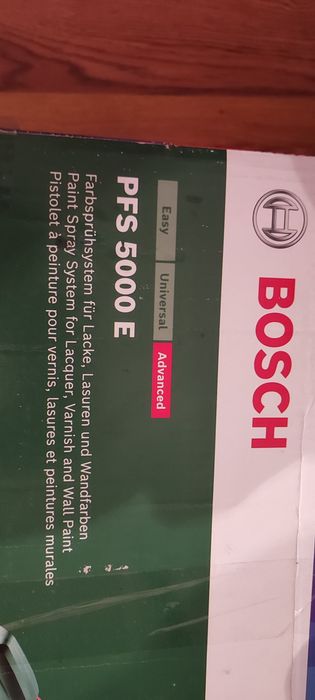 BOSCH
Easy Universal Advanced
PFS 5000 E
Farbsprühsystem für Lacke, Lasuren und Wandfarben
Paint Spray System for Lacquer, Varnish and Wall Paint
Pistolet à peinture pour vernis, lasures et peintures murales